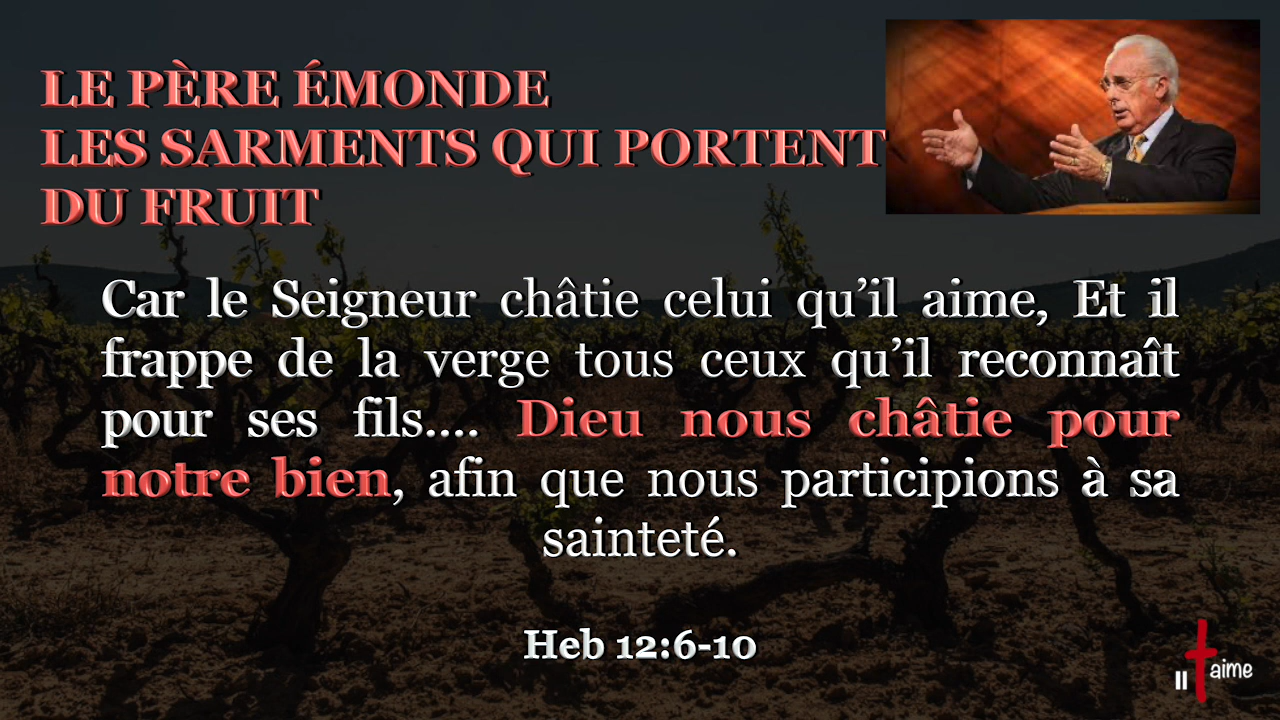 LE PÈRE ÉMONDE
LES SARMENTS QUI PORTENT
DU FRUIT
Car le Seigneur châtie celui qu’il aime, Et il
frappe de la verge tous ceux qu’il reconnaît
pour ses fils.... Dieu nous châtie pour
notre bien, afin que nous participions à sa
sainteté.
Heb 12:6-10
Il t aime